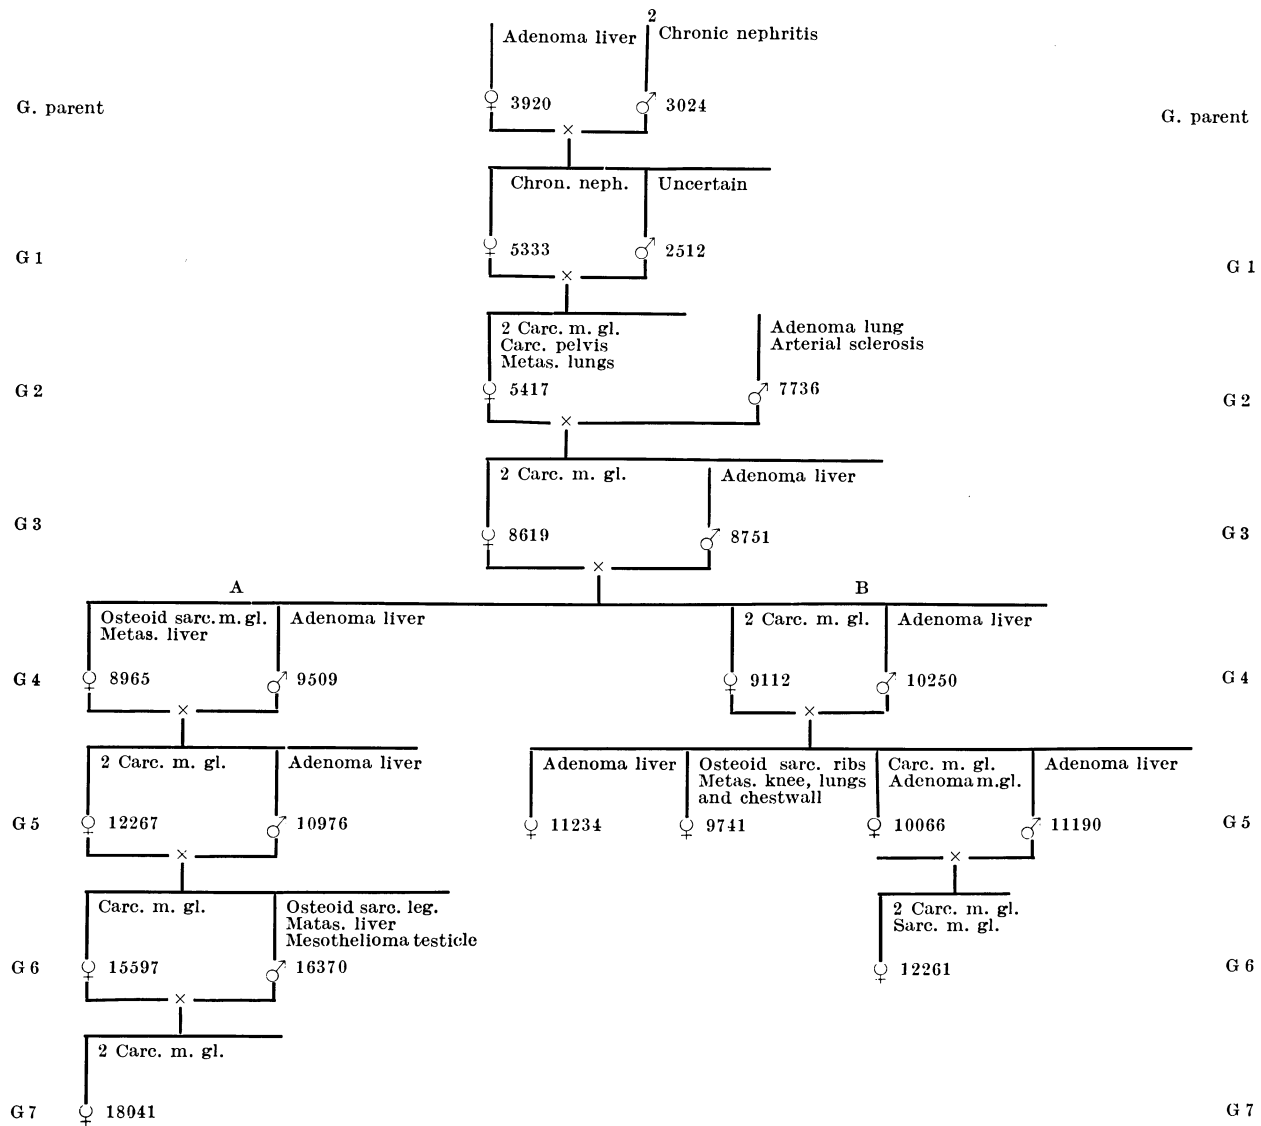 2
Adenoma liver Chronic nephritis
G. parent ♀ 3920 ♂ 3024 G. parent
×
Chron. neph. Uncertain
G 1 ♀ 5333 ♂ 2512 G 1
×
2 Carc. m. gl. Adenoma lung
Carc. pelvis Arterial sclerosis
Metas. lungs
G 2 ♀ 5417 ♂ 7736 G 2
×
2 Carc. m. gl. Adenoma liver
G 3 ♀ 8619 ♂ 8751 G 3
×
A B
Osteoid sarc. m. gl. Adenoma liver 2 Carc. m. gl. Adenoma liver
Metas. liver
G 4 ♀ 8965 ♂ 9509 ♀ 9112 ♂ 10250 G 4
× ×
2 Carc. m. gl. Adenoma liver Adenoma liver Osteoid sarc. ribs Carc. m. gl. Adenoma liver
Metas. knee, lungs Adenoma m. gl.
and chestwall
G 5 ♀ 12267 ♂ 10976 ♀ 11234 ♀ 9741 ♀ 10066 ♂ 11190 G 5
× ×
Carc. m. gl. Osteoid sarc. leg. 2 Carc. m. gl.
Matas. liver Sarc. m. gl.
Mesothelioma testicle
G 6 ♀ 15597 ♂ 16370 ♀ 12261 G 6
×
2 Carc. m. gl.
G 7 ♀ 18041 G 7